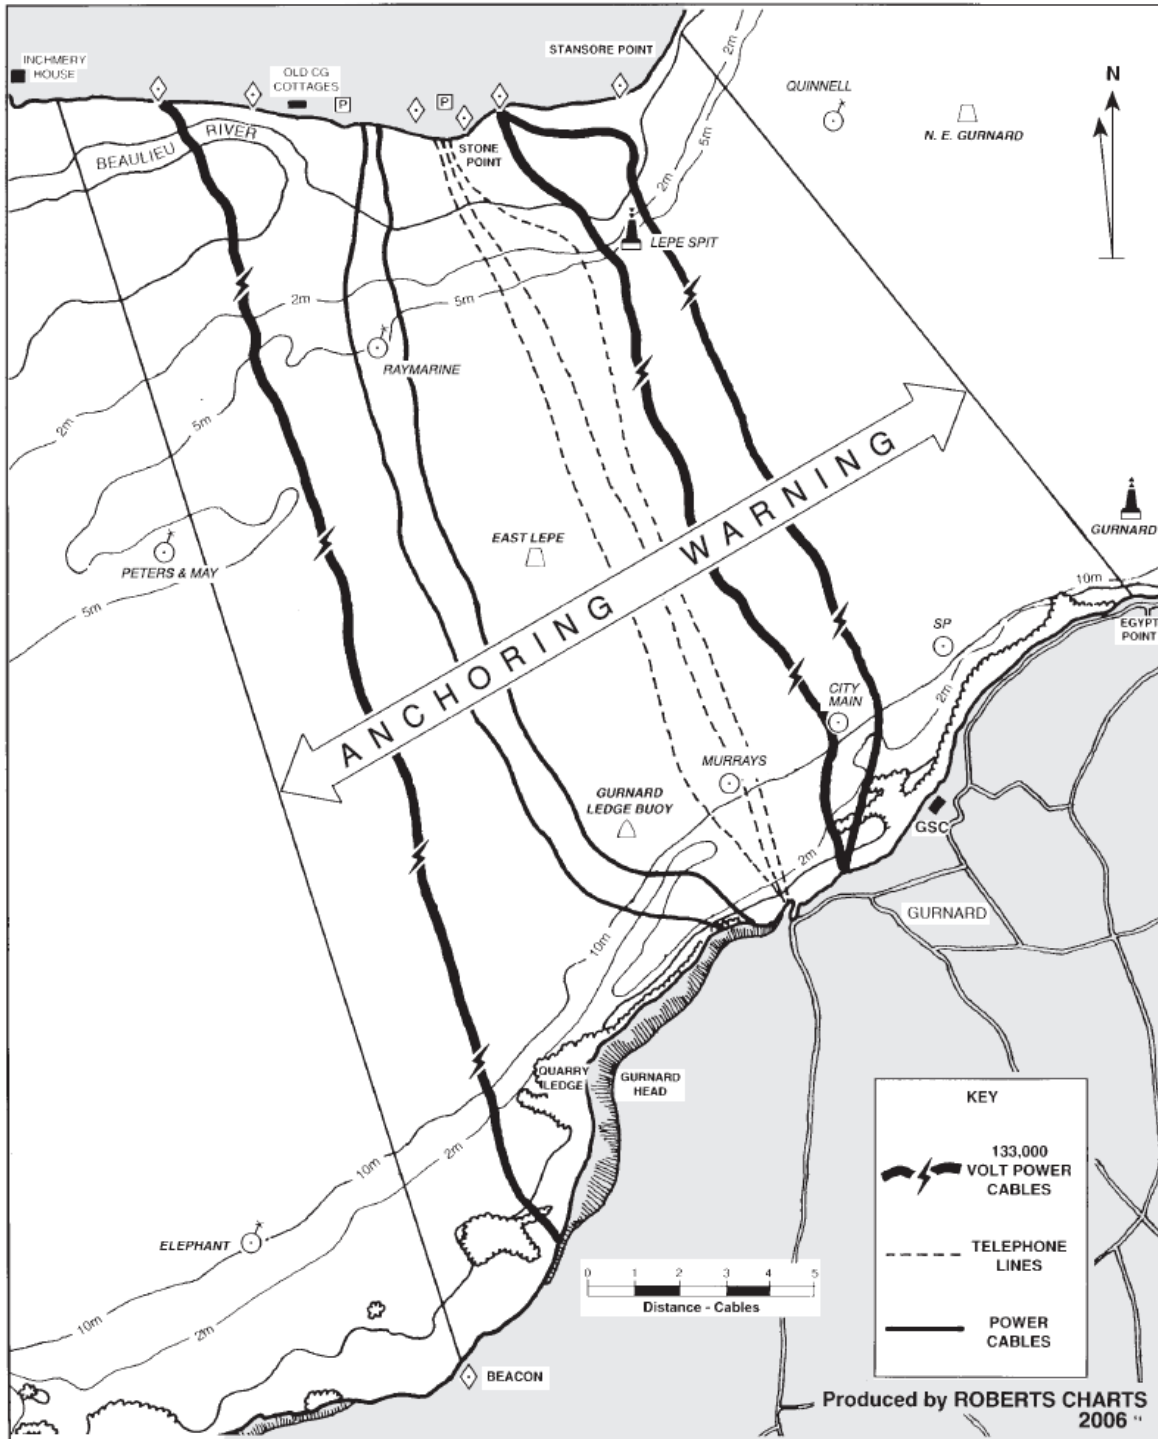 INCHMERY
HOUSE
OLD CG
COTTAGES
P
P
STANSORE POINT
2m
5m
QUINNELL
N. E. GURNARD
N
BEAULIEU RIVER
STONE
POINT
2m
LEPE SPIT
2m
5m
RAYMARINE
2m
5m
PETERS & MAY
5m
EAST LEPE
ANCHORING WARNING
GURNARD
10m
EGYPT
POINT
SP
2m
CITY
MAIN
MURRAYS
GURNARD
LEDGE BUOY
GSC
2m
GURNARD
10m
QUARRY
LEDGE
GURNARD
HEAD
10m
2m
ELEPHANT
10m
2m
0 1 2 3 4 5
Distance - Cables
BEACON
KEY
133,000
VOLT POWER
CABLES
TELEPHONE
LINES
POWER
CABLES
Produced by ROBERTS CHARTS
2006